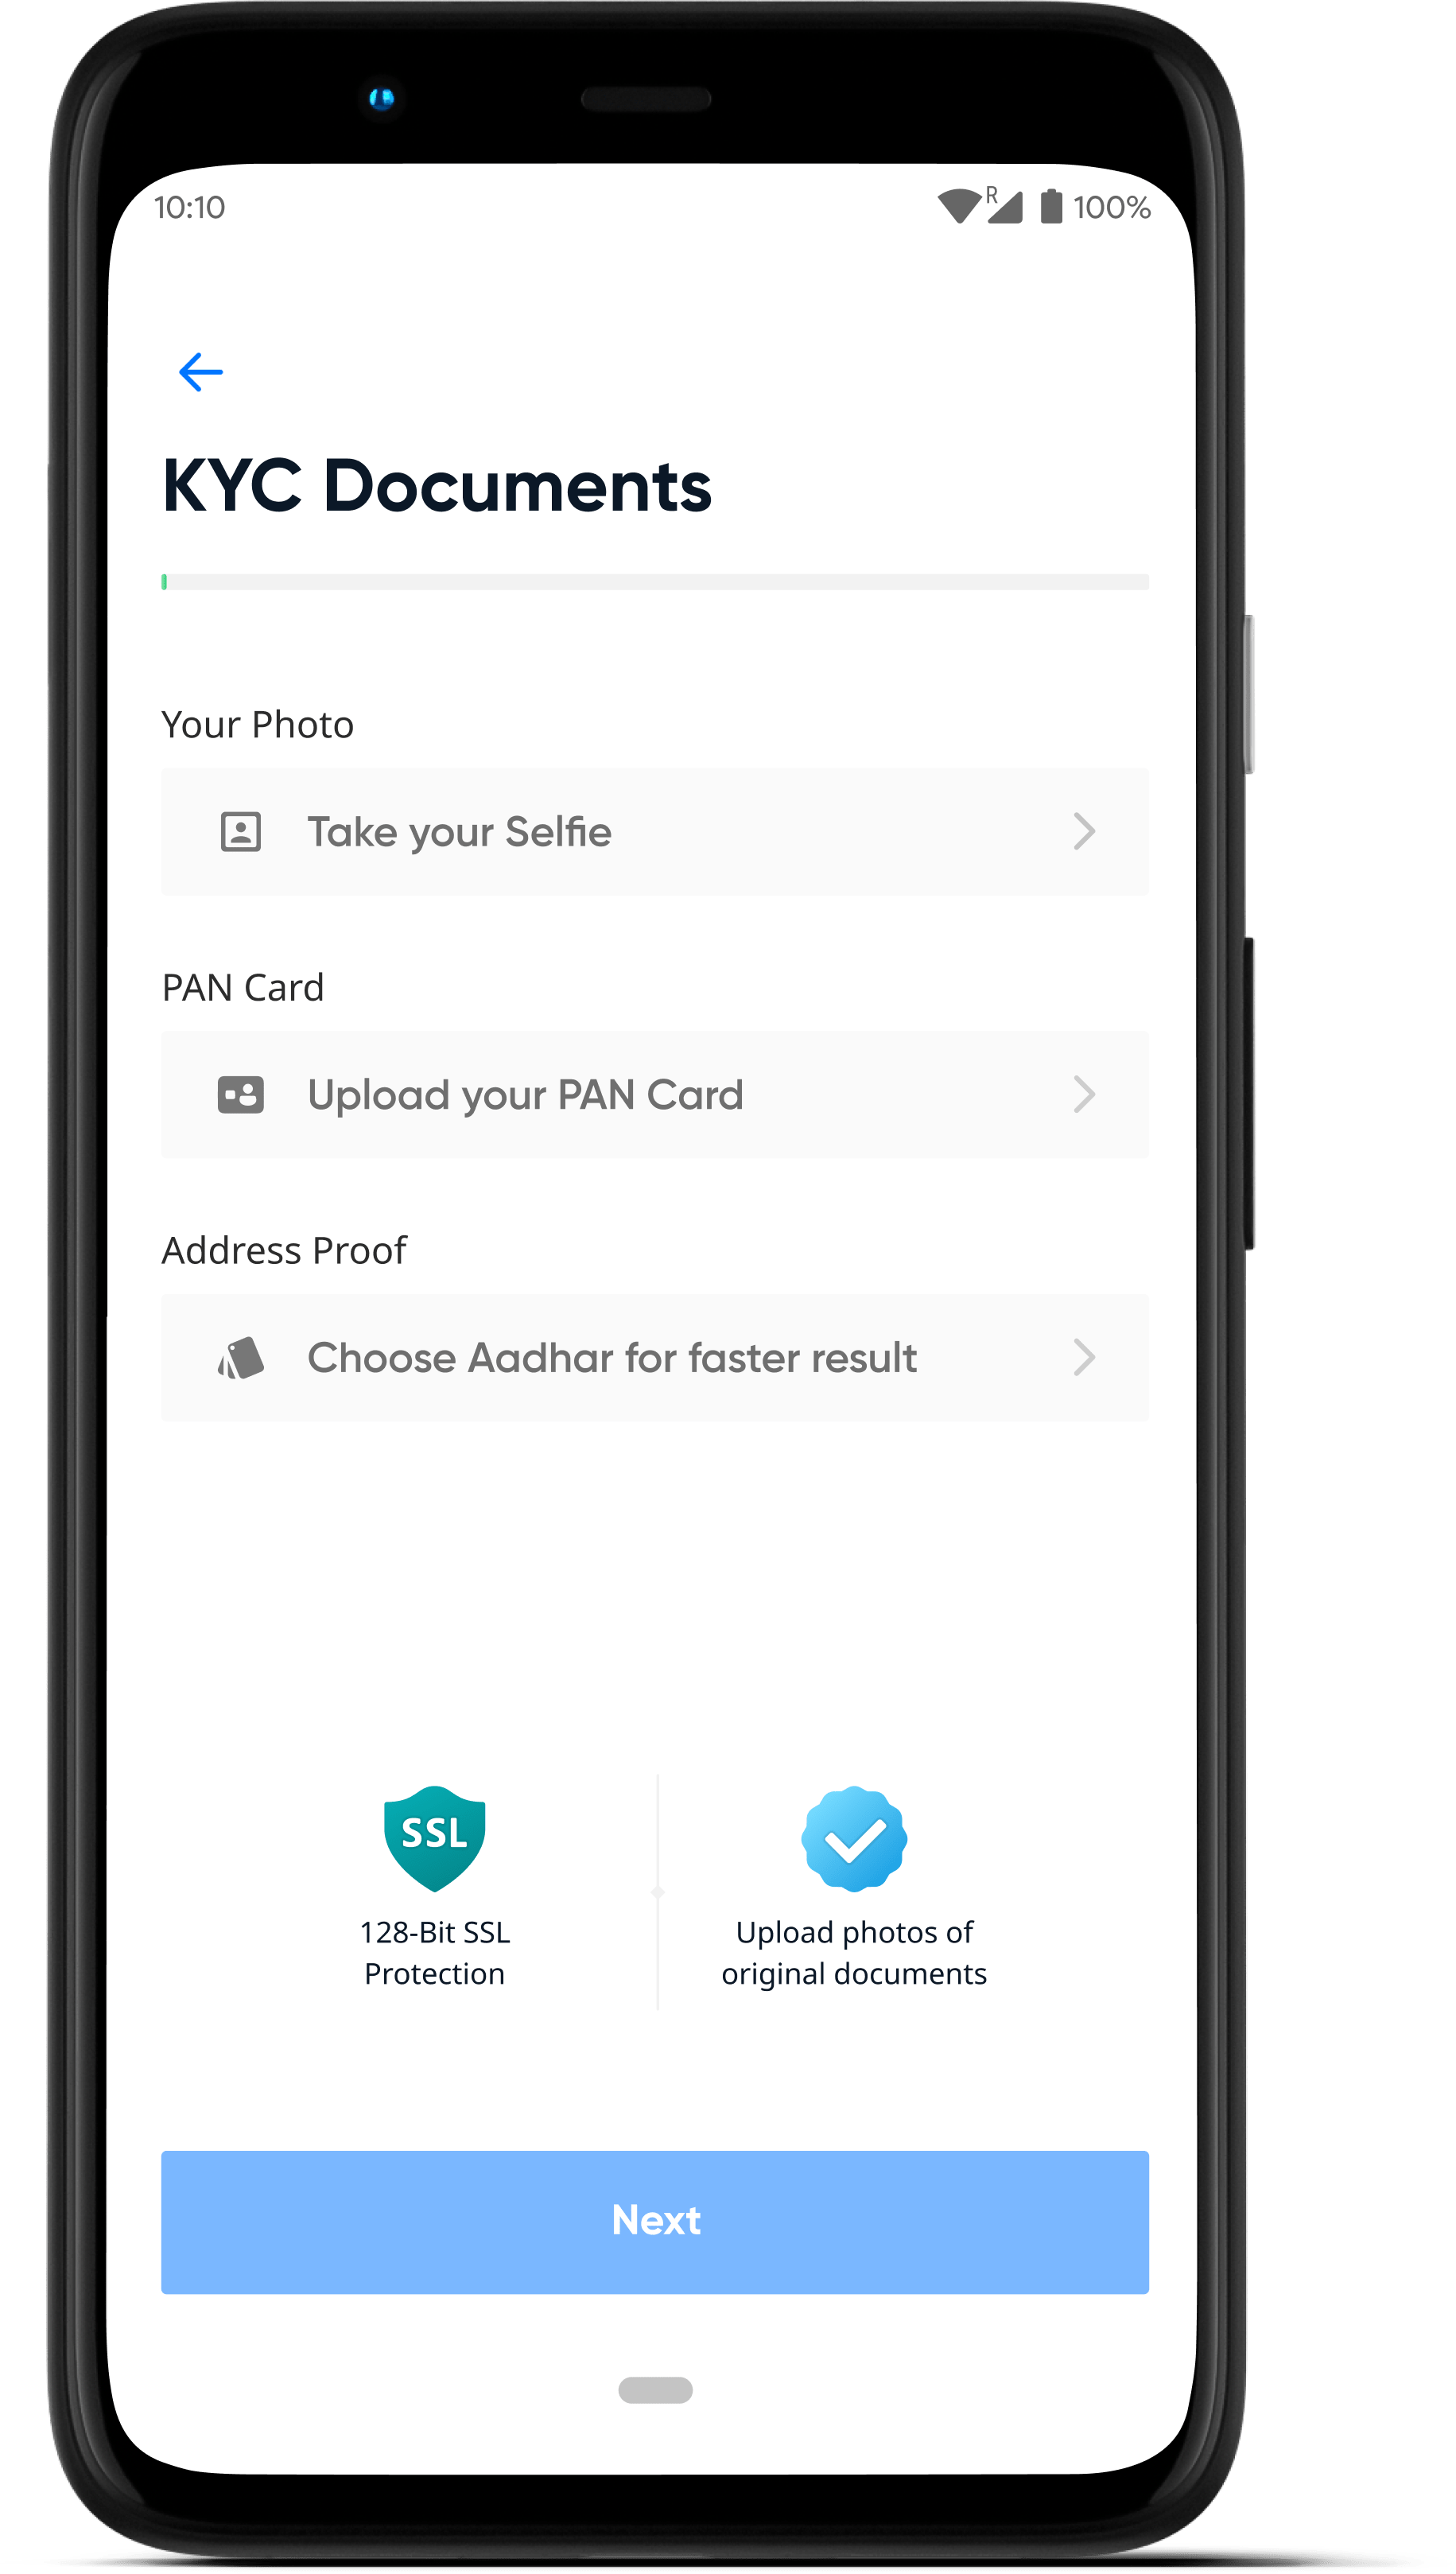 10:10
R
100%
KYC Documents
Your Photo
Take your Selfie
PAN Card
Upload your PAN Card
Address Proof
Choose Aadhar for faster result
SSL
128-Bit SSL
Protection
Upload photos of
original documents
Next